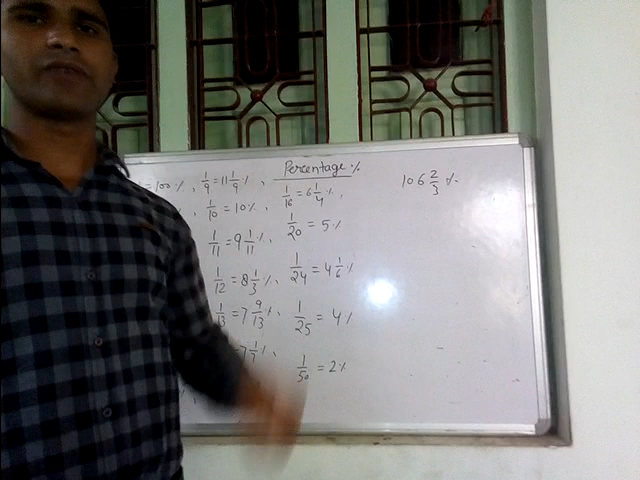 Percentage %
= 100 %, 1/9 = 11 1/9 %,
1/10 = 10 %,
1/11 = 9 1/11 %,
1/12 = 8 1/3 %,
1/13 = 7 9/13 %,
7 1/7 %,
1/16 = 6 1/4 %,
1/20 = 5 %
1/24 = 4 1/6 %
1/25 = 4 %
1/50 = 2 %
106 2/3 %